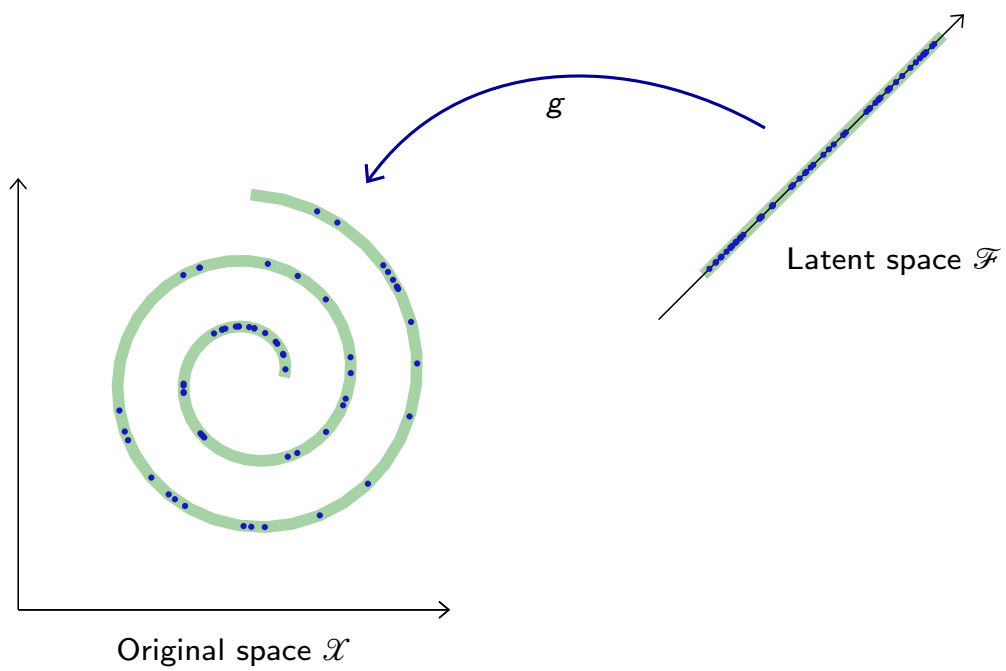 g
Latent space ℱ
Original space 𝒳